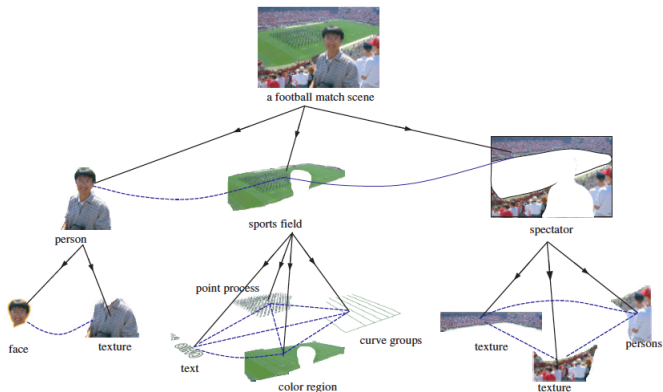 a football match scene
person
sports field
spectator
point process
face
texture
text
color region
curve groups
texture
texture
persons